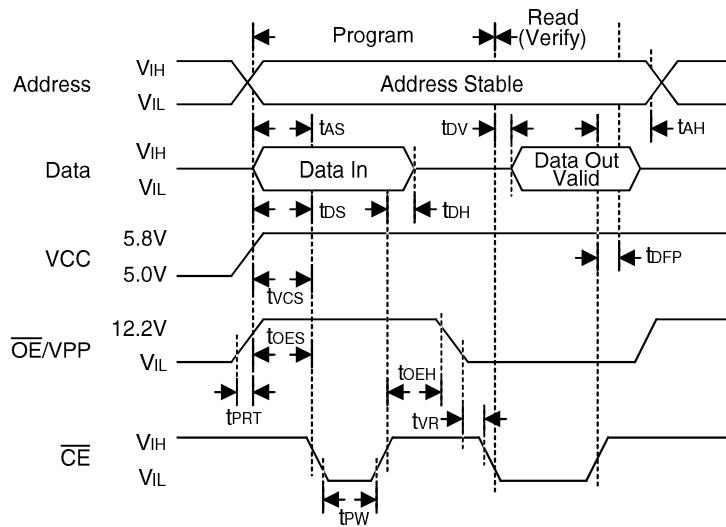 Program
Read
(Verify)
Address
VIH
VIL
Address Stable
tAS
tDV
tAH
Data
VIH
VIL
Data In
Data Out
Valid
tDS
tDH
VCC
5.8V
5.0V
tDFP
tVCS
OE/VPP
12.2V
VIL
tOES
tOEH
tPRT
tVR
CE
VIH
VIL
tPW